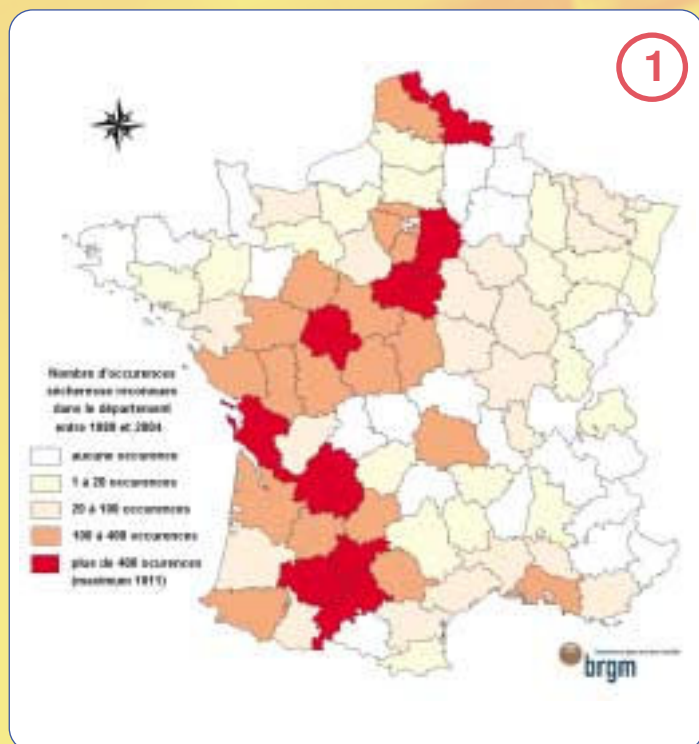 1
Nombre d'occurences
sécheresse reconnues
dans le département
entre 1989 et 2004
aucune occurence
1 à 20 occurences
20 à 100 occurences
100 à 400 occurences
plus de 400 ocurences
(maximum 1011)
brgm